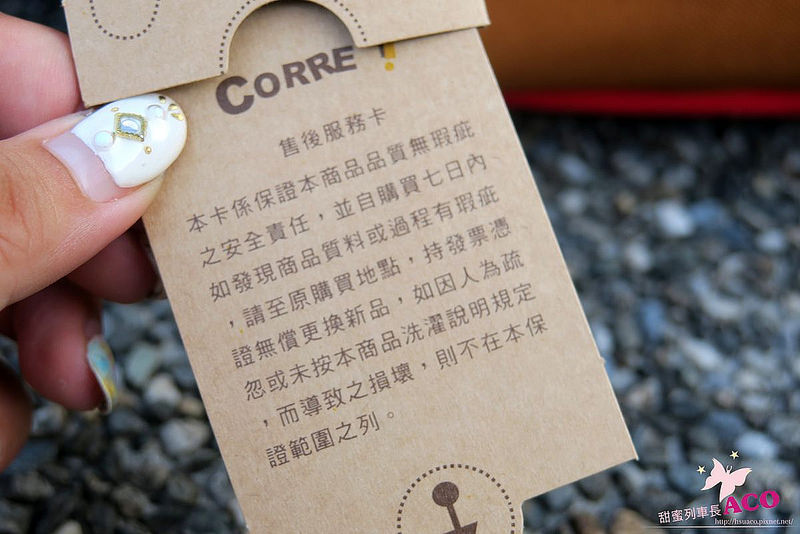 CORRE !
售後服務卡
本卡係保證本商品品質無瑕疵
之安全責任，並自購買七日內
如發現商品質料或過程有瑕疵
，請至原購買地點，持發票憑
證無償更換新品，如因人為疏
忽或未按本商品洗濯說明規定
，而導致之損壞，則不在本保
證範圍之列。
甜蜜列車長ACO
http://hsuaco.pixnet.net/